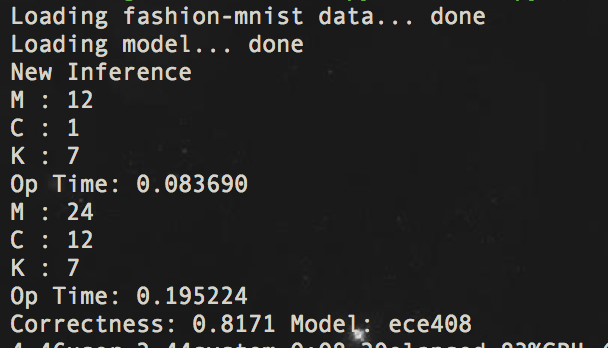 Loading fashion-mnist data... done
Loading model... done
New Inference
M : 12
C : 1
K : 7
Op Time: 0.083690
M : 24
C : 12
K : 7
Op Time: 0.195224
Correctness: 0.8171 Model: ece408